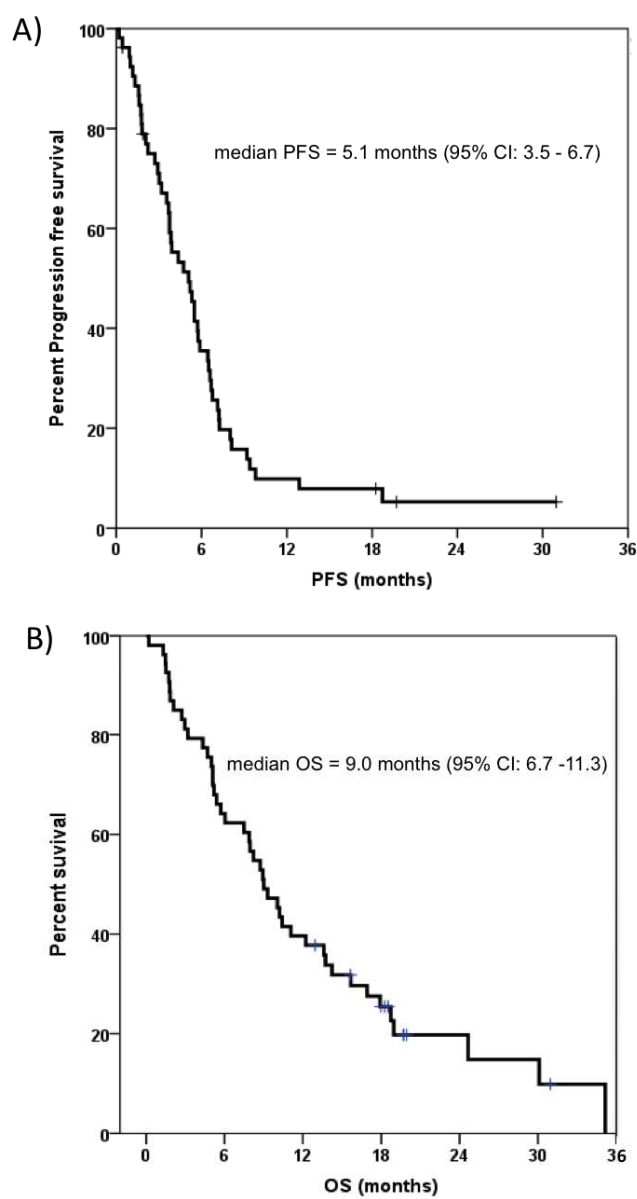 A)
100
80
60
40
20
0
Percent Progression free survival
median PFS = 5.1 months (95% CI: 3.5 - 6.7)
0 6 12 18 24 30 36
PFS (months)
B)
100
80
60
40
20
0
Percent suvival
median OS = 9.0 months (95% CI: 6.7 -11.3)
0 6 12 18 24 30 36
OS (months)